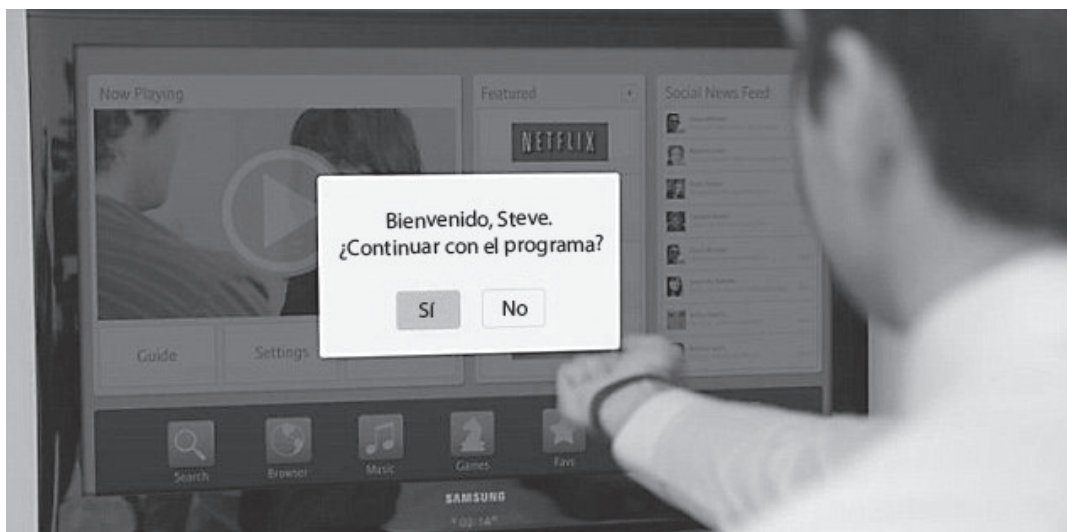 Now Playing
Featured
Social News Feed
NETFLIX
Bienvenido, Steve.
¿Continuar con el programa?
Sí
No
Guide
Settings
Search
Browser
Music
Games
Favs
SAMSUNG